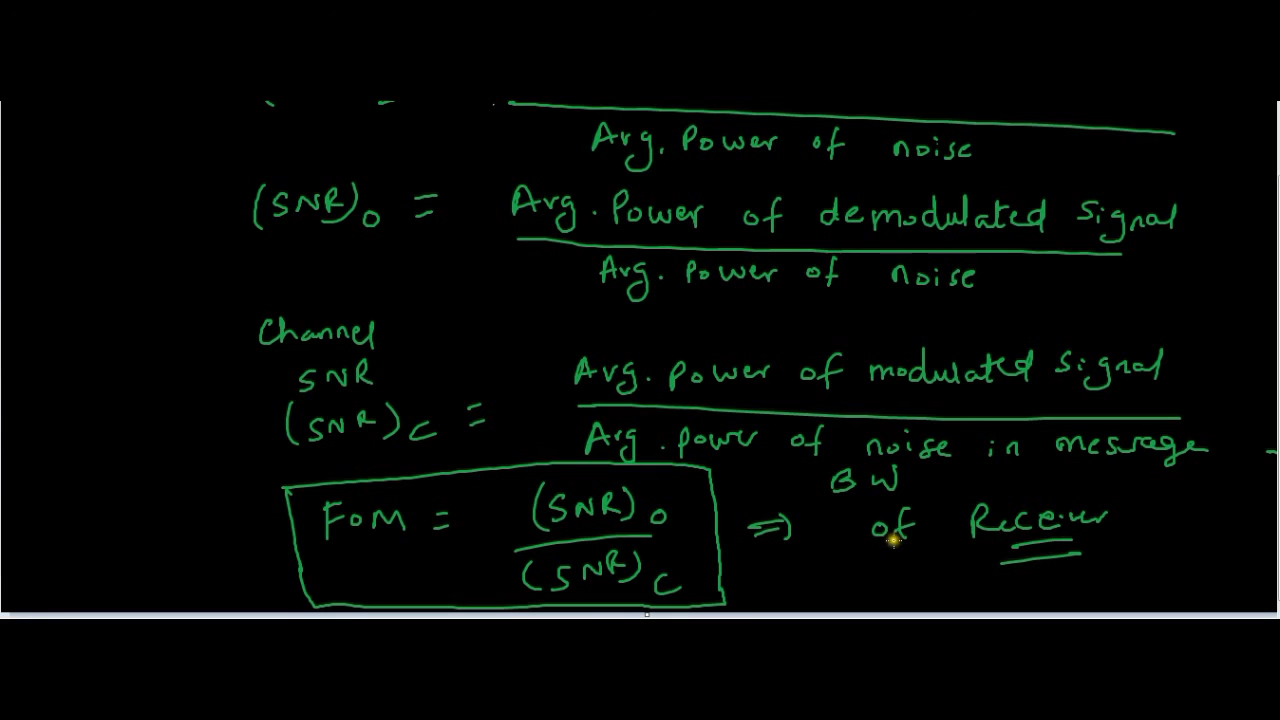 Avg. Power of noise
(SNR)o = Avg. Power of demodulated signal
Avg. Power of noise
Channel
SNR
(SNR)C = Avg. Power of modulated signal
Avg. power of noise in message
BW
FoM = (SNR)o ⇒ of Receiver
(SNR)C